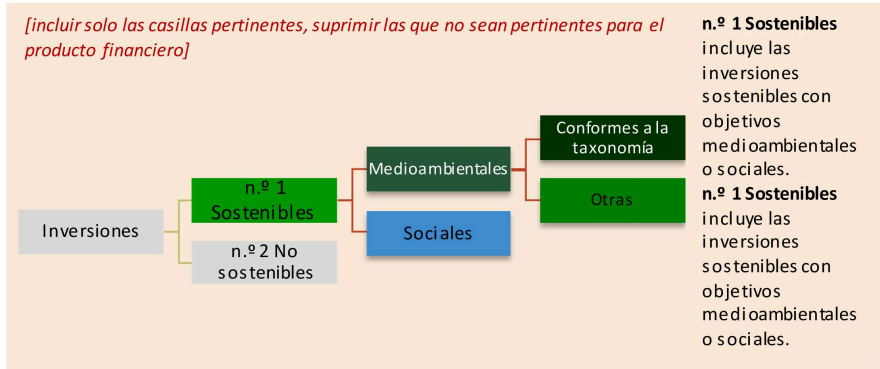 [incluir solo las casillas pertinentes, suprimir las que no sean pertinentes para el
producto financiero]
Inversiones
n.º 1
Sostenibles
n.º 2 No
sostenibles
Medioambientales
Sociales
Conformes a la
taxonomía
Otras
n.º 1 Sostenibles
incluye las
inversiones
sostenibles con
objetivos
medioambientales
o sociales.
n.º 1 Sostenibles
incluye las
inversiones
sostenibles con
objetivos
medioambientales
o sociales.